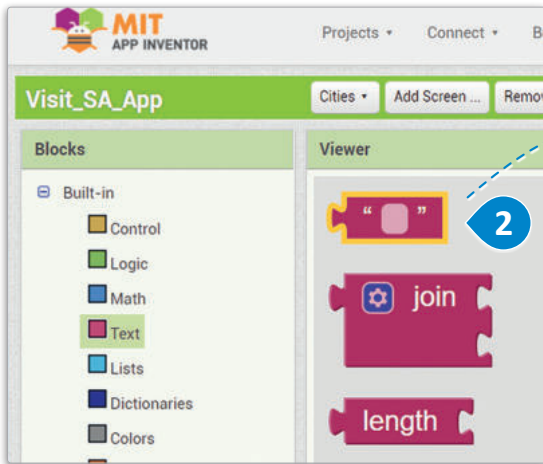 MIT
APP INVENTOR
Projects
Connect
Visit_SA_App
Cities
Add Screen ...
Blocks
Viewer
Built-in
Control
Logic
Math
Text
Lists
Dictionaries
Colors
“ ”
2
join
length